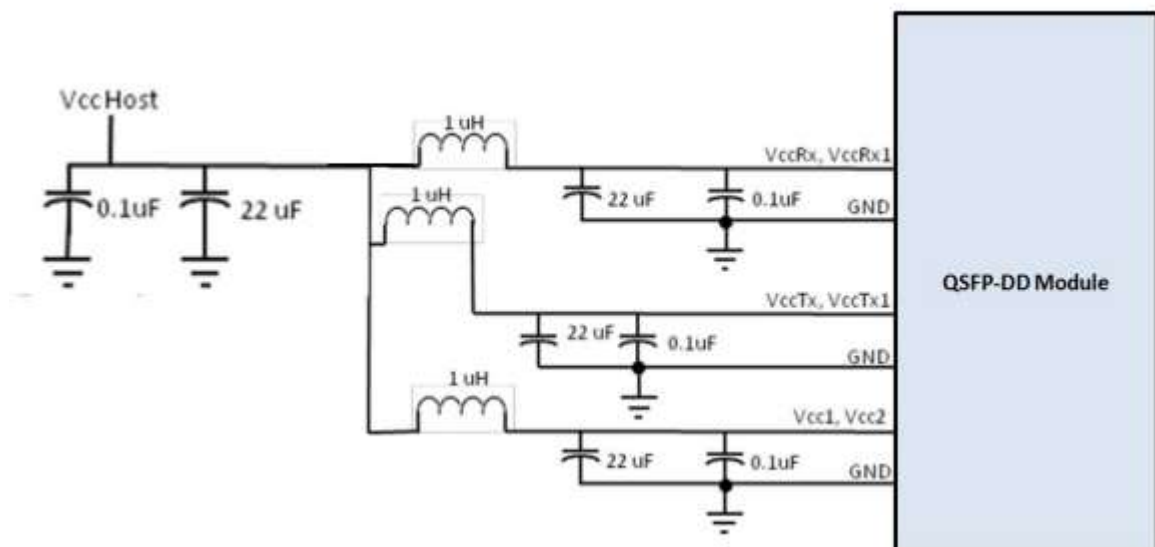 VccHost
0.1uF
22 uF
1 uH
VccRx, VccRx1
22 uF
0.1uF
GND
1 uH
VccTx, VccTx1
22 uF
0.1uF
GND
1 uH
Vcc1, Vcc2
22 uF
0.1uF
GND
QSFP-DD Module